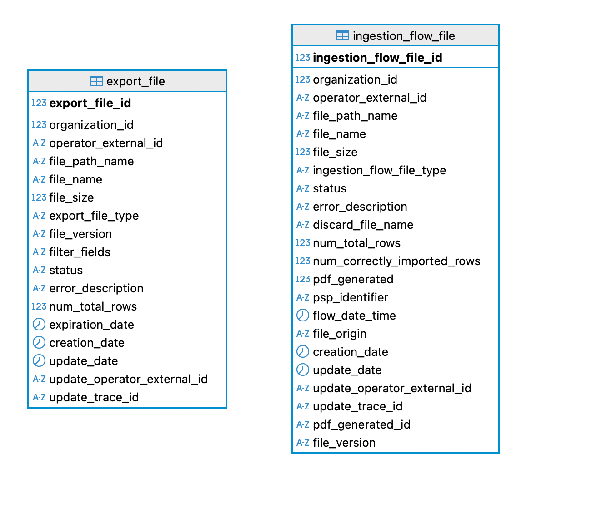 export_file
123 export_file_id
123 organization_id
A-Z operator_external_id
A-Z file_path_name
A-Z file_name
123 file_size
A-Z export_file_type
A-Z file_version
A-Z filter_fields
A-Z status
A-Z error_description
123 num_total_rows
expiration_date
creation_date
update_date
A-Z update_operator_external_id
A-Z update_trace_id
ingestion_flow_file
123 ingestion_flow_file_id
123 organization_id
A-Z operator_external_id
A-Z file_path_name
A-Z file_name
123 file_size
A-Z ingestion_flow_file_type
A-Z status
A-Z error_description
A-Z discard_file_name
123 num_total_rows
123 num_correctly_imported_rows
123 pdf_generated
A-Z psp_identifier
flow_date_time
A-Z file_origin
creation_date
update_date
A-Z update_operator_external_id
A-Z update_trace_id
A-Z pdf_generated_id
A-Z file_version